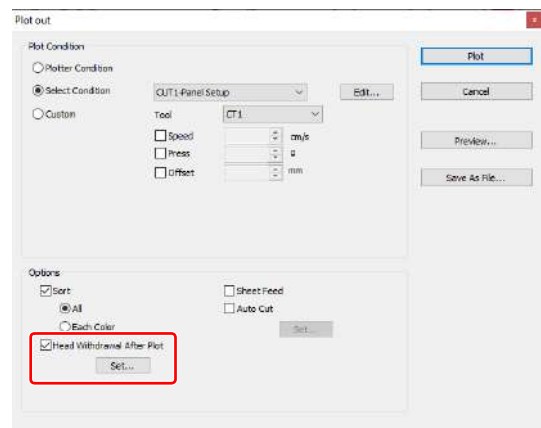 Plot out
Plot Condition
Plotter Condition
Select Condition
CUT1-Panel Setup
Edit...
Custom
Tool
CT1
Speed
cm/s
Press
g
Offset
mm
Plot
Cancel
Preview...
Save As File...
Options
Sort
All
Each Color
Head Withdrawal After Plot
Set...
Sheet Feed
Auto Cut
Set...